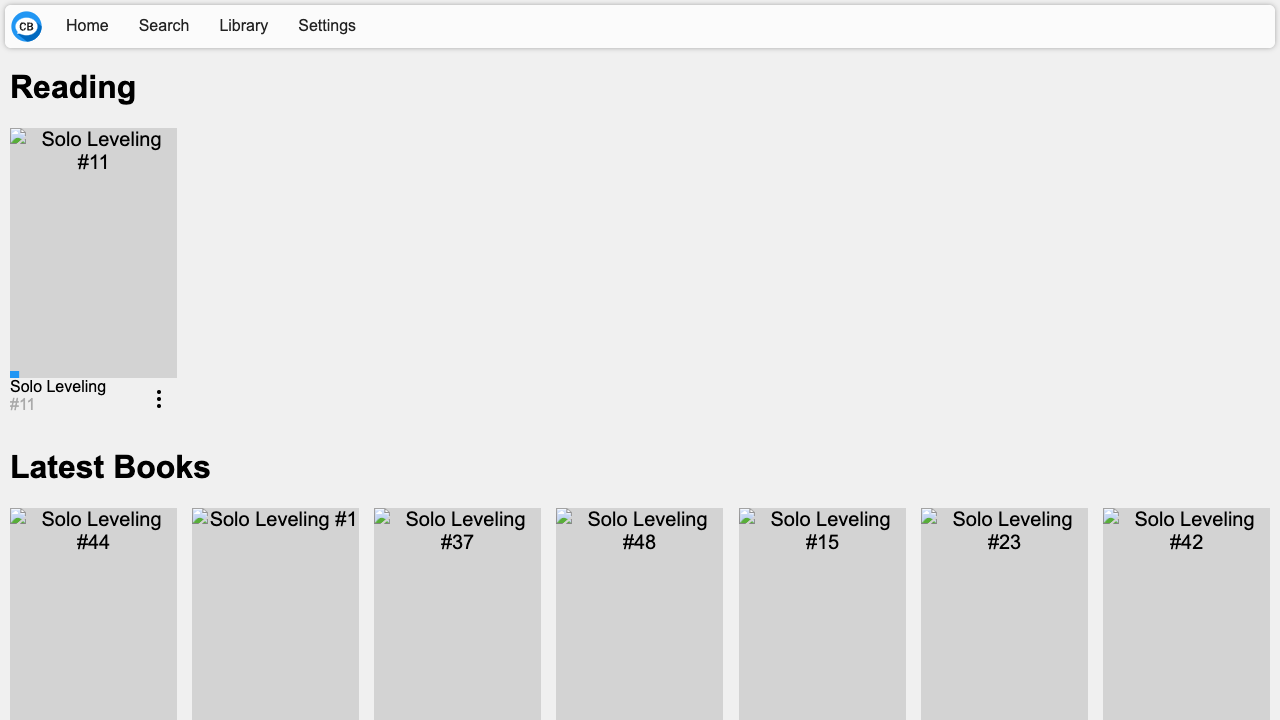 CB
Home Search Library Settings
Reading
Solo Leveling
#11
Solo Leveling
#11
Latest Books
Solo Leveling
#44
Solo Leveling #1
Solo Leveling
#37
Solo Leveling
#48
Solo Leveling
#15
Solo Leveling
#23
Solo Leveling
#42